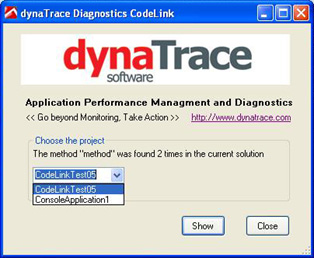 dynaTrace Diagnostics CodeLink
dynaTrace
software
Application Performance Managment and Diagnostics
<< Go beyond Monitoring, Take Action >> http://www.dynatrace.com
Choose the project
The method "method" was found 2 times in the current solution
CodeLinkTest05
CodeLinkTest05
ConsoleApplication1
Show Close